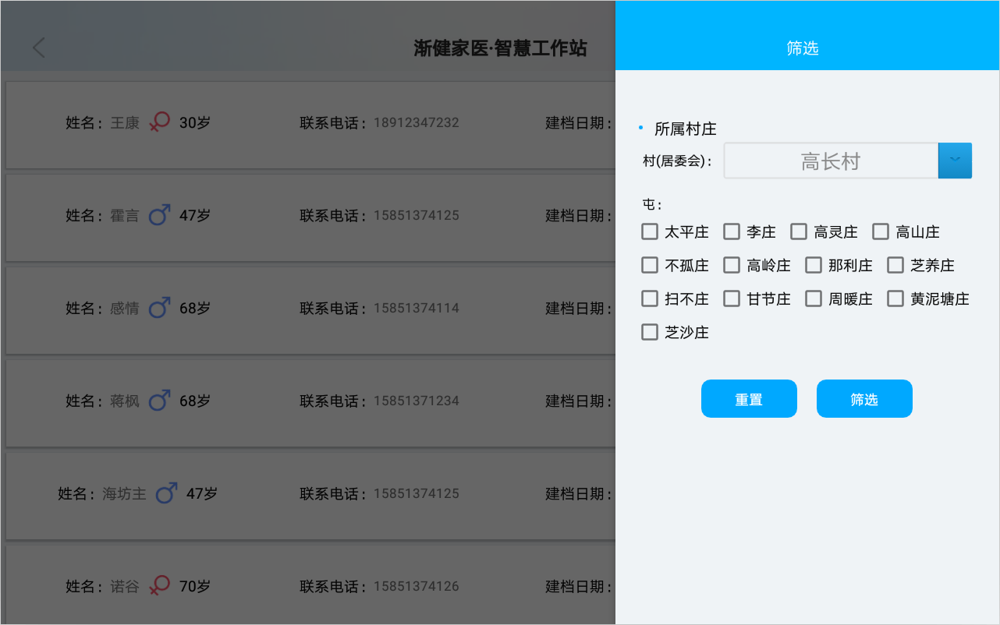 渐健家医·智慧工作站
姓名: 王康 30岁 联系电话: 18912347232 建档日期:
姓名: 霍言 47岁 联系电话: 15851374125 建档日期:
姓名: 感情 68岁 联系电话: 15851374114 建档日期:
姓名: 蒋枫 68岁 联系电话: 15851371234 建档日期:
姓名: 海坊主 47岁 联系电话: 15851374125 建档日期:
姓名: 诺谷 70岁 联系电话: 15851374126 建档日期:
筛选
所属村庄
村(居委会): 高长村
屯:
太平庄 李庄 高灵庄 高山庄
不孤庄 高岭庄 那利庄 芝养庄
扫不庄 甘节庄 周暖庄 黄泥塘庄
芝沙庄
重置 筛选